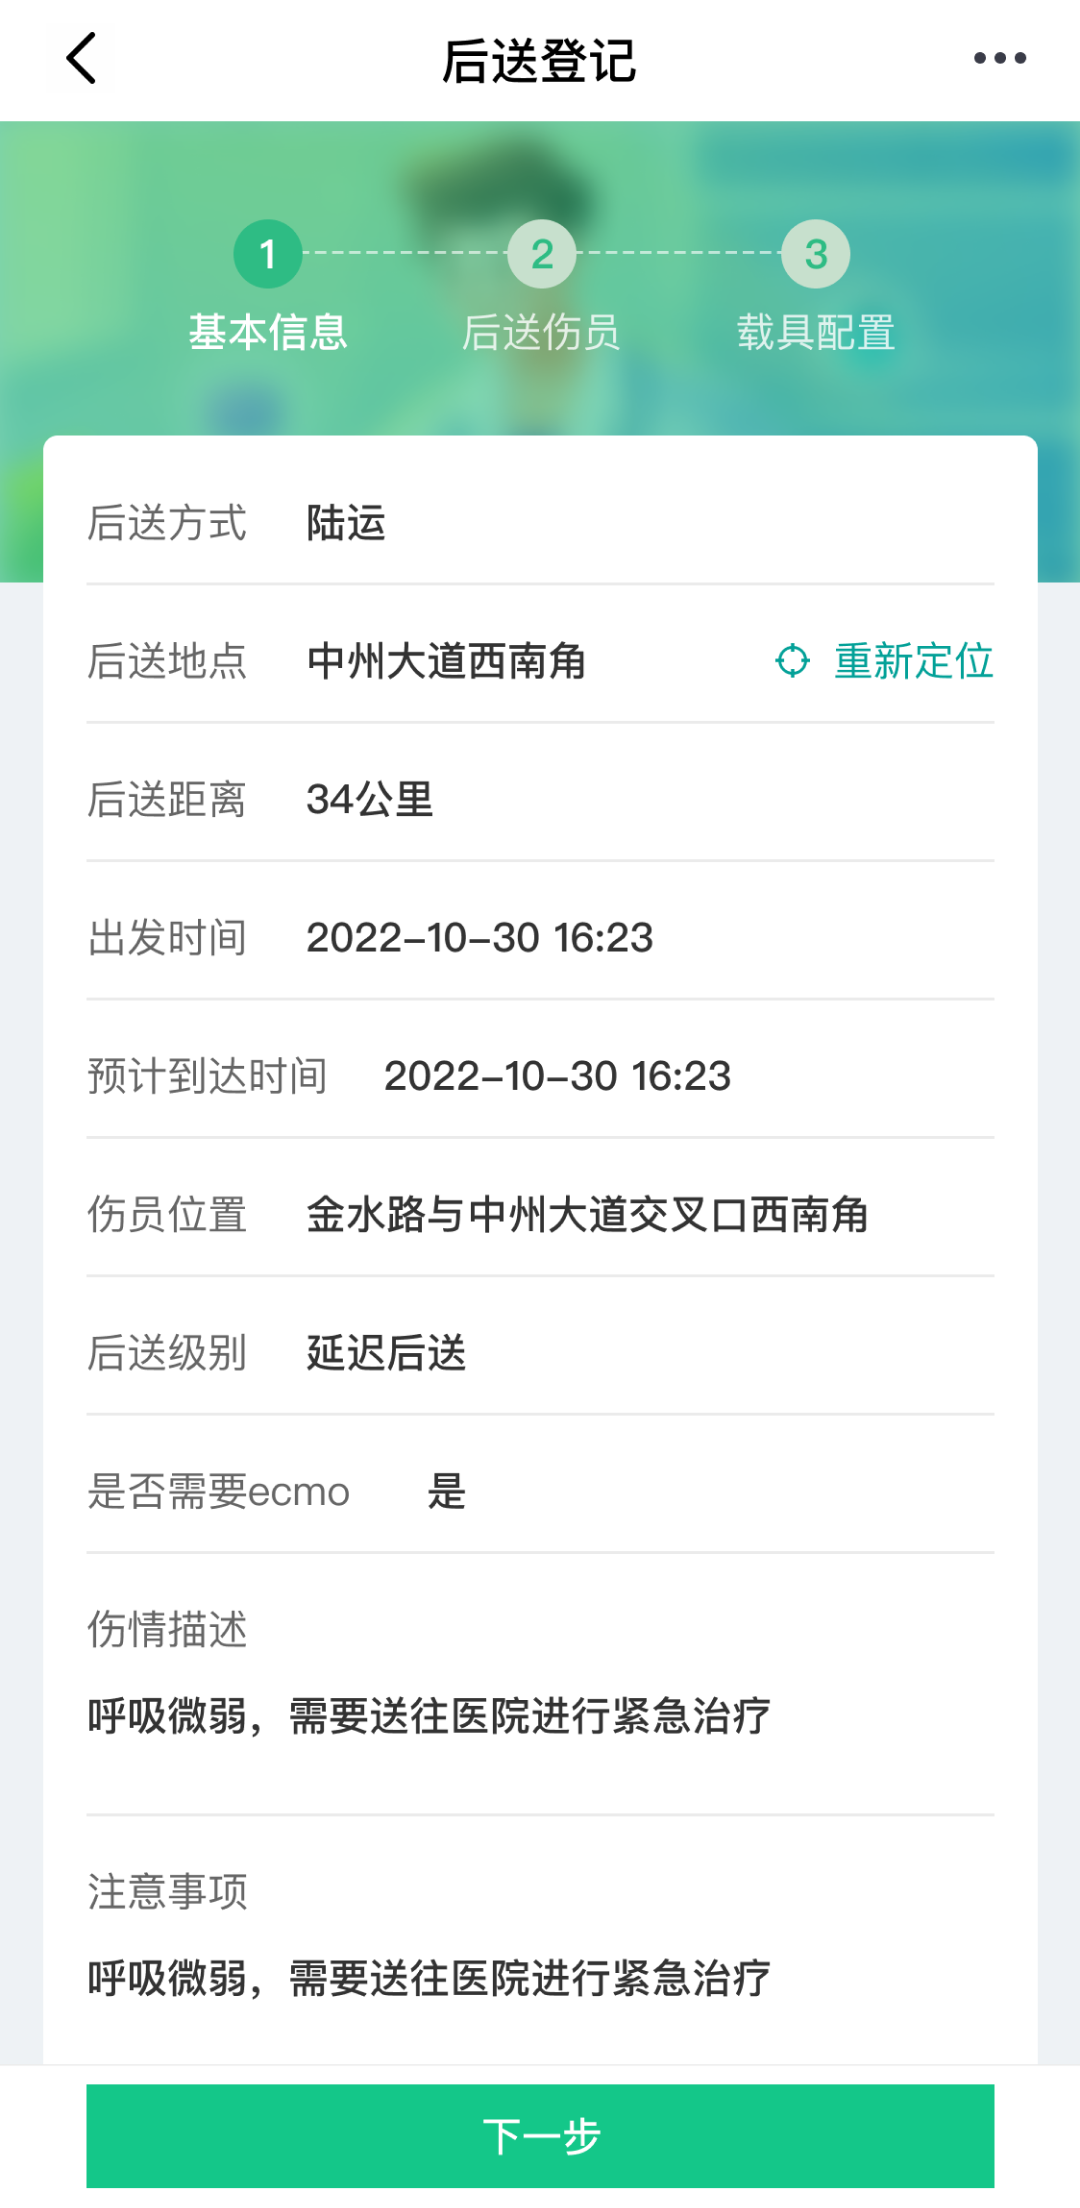 后送登记
1 2 3
基本信息 后送伤员 载具配置
后送方式 陆运
后送地点 中州大道西南角 重新定位
后送距离 34公里
出发时间 2022-10-30 16:23
预计到达时间 2022-10-30 16:23
伤员位置 金水路与中州大道交叉口西南角
后送级别 延迟后送
是否需要ecmo 是
伤情描述
呼吸微弱，需要送往医院进行紧急治疗
注意事项
呼吸微弱，需要送往医院进行紧急治疗
下一步